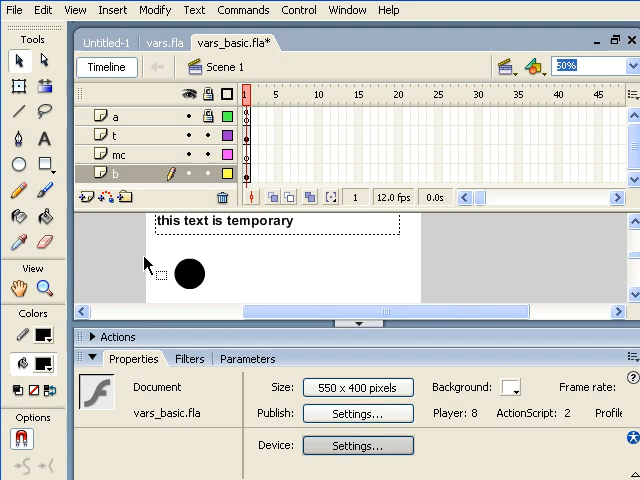 File Edit View Insert Modify Text Commands Control Window Help
Tools
Untitled-1 vars.fla vars_basic.fla*
Timeline Scene 1 50%
1 5 10 15 20 25 30 35 40 45
a
t
mc
b
1 12.0 fps 0.0s
this text is temporary
View
Colors
Options
Actions
Properties Filters Parameters
Document
vars_basic.fla
Size: 550 x 400 pixels Background: Frame rate:
Publish: Settings... Player: 8 ActionScript: 2 Profile
Device: Settings...